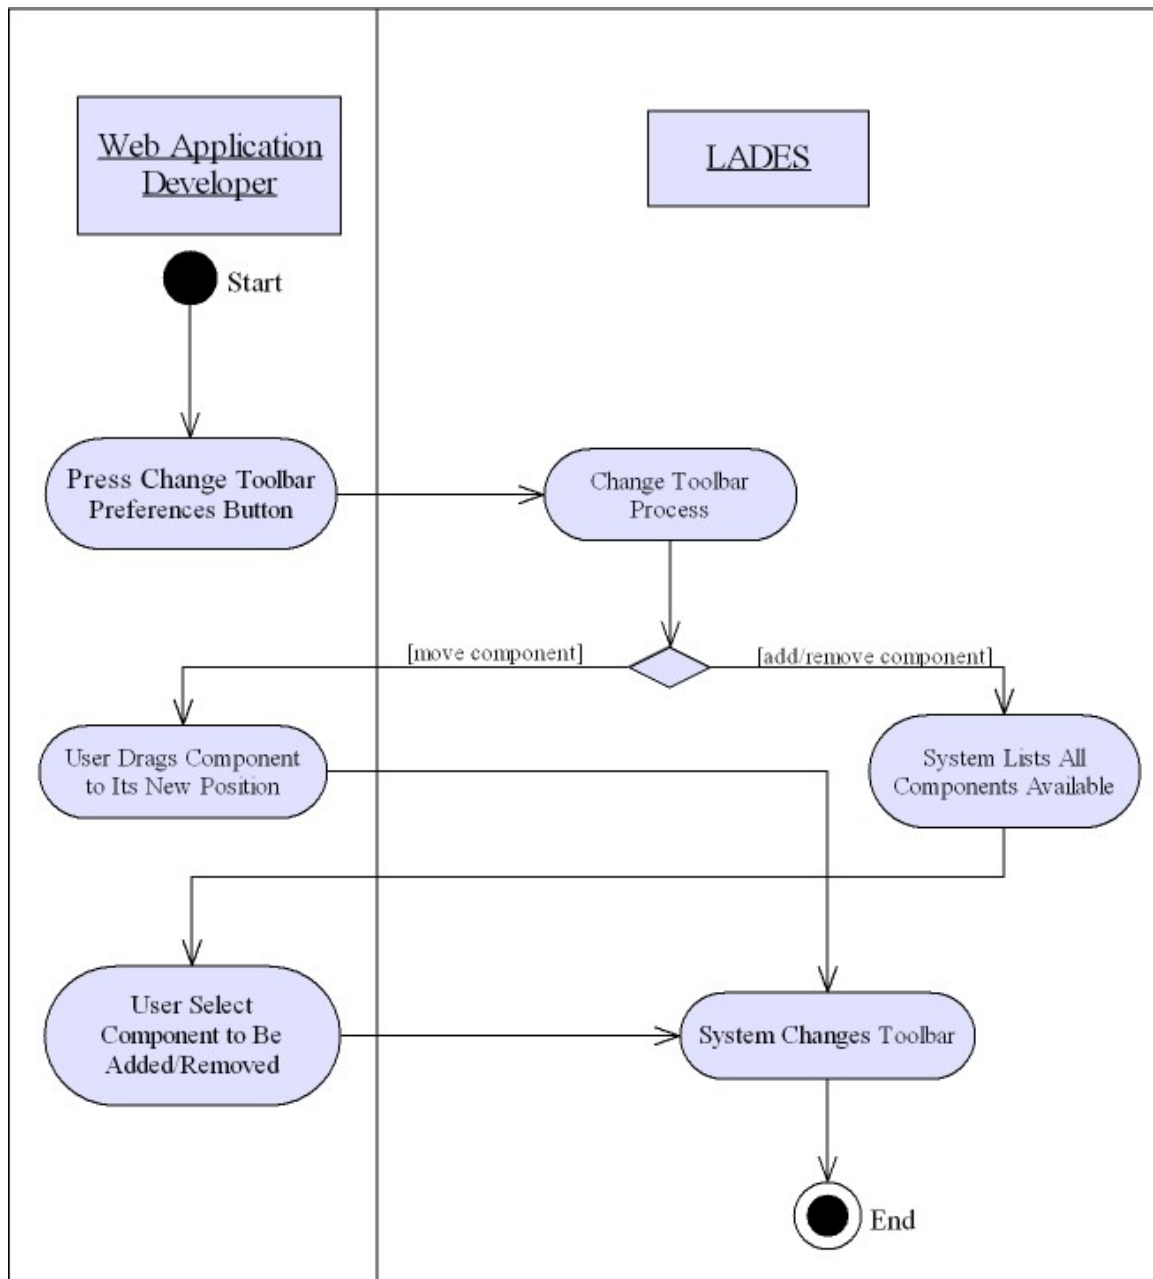 Web Application
Developer
LADES
Start
Press Change Toolbar
Preferences Button
Change Toolbar
Process
[move component]
[add/remove component]
User Drags Component
to Its New Position
System Lists All
Components Available
User Select
Component to Be
Added/Removed
System Changes Toolbar
End